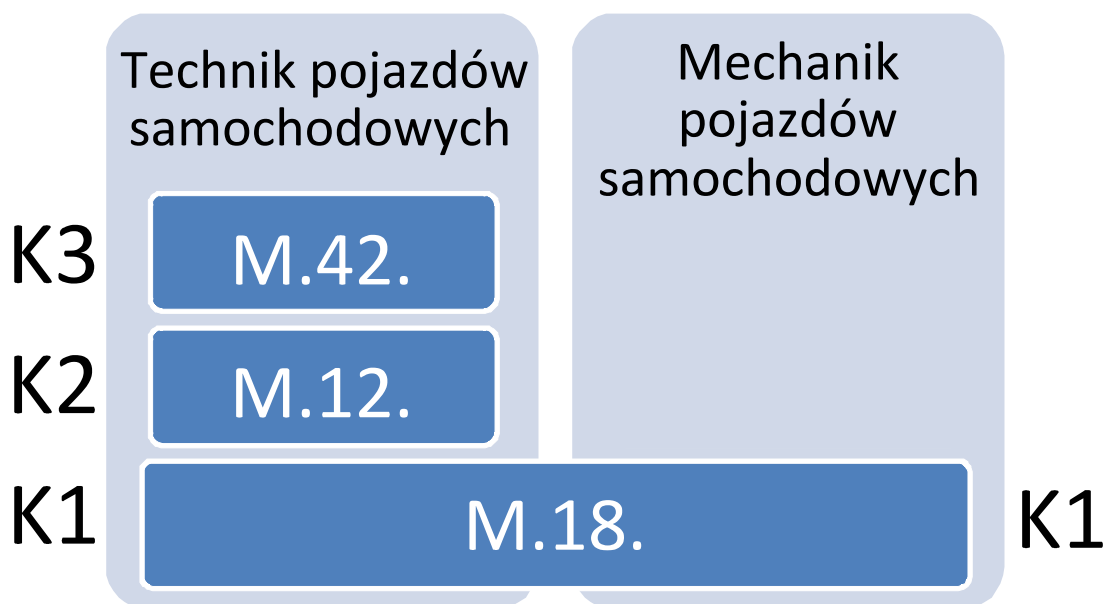 Technik pojazdów
samochodowych
Mechanik
pojazdów
samochodowych
K3
M.42.
K2
M.12.
K1
M.18.
K1